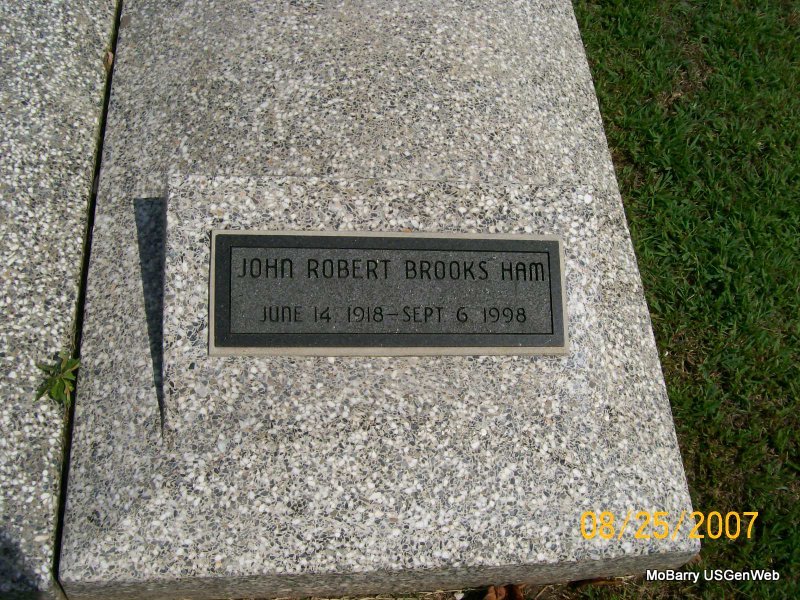 JOHN ROBERT BROOKS HAM
JUNE 14 1918 – SEPT 6 1998
08/25/2007
MoBarry USGenWeb